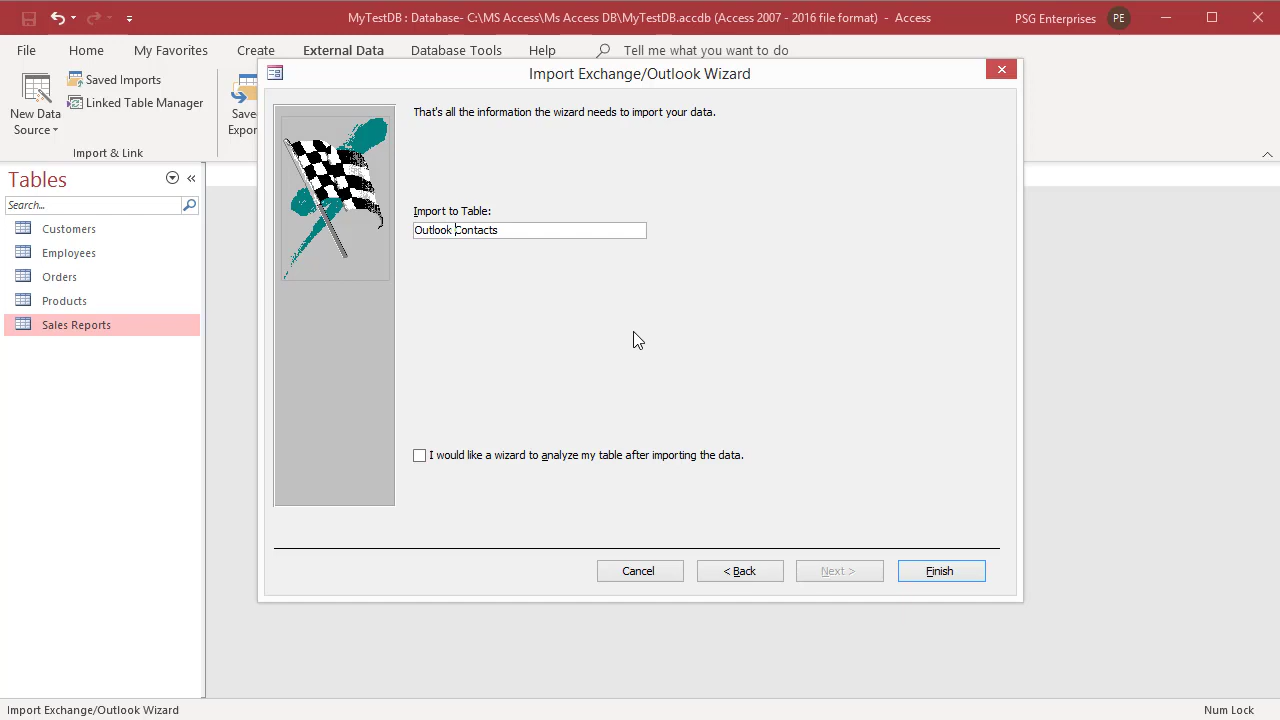 MyTestDB : Database- C:\MS Access\Ms Access DB\MyTestDB.accdb (Access 2007 - 2016 file format) - Access
PSG Enterprises
PE
File Home My Favorites Create External Data Database Tools Help Tell me what you want to do
New Data
Source
Saved Imports
Linked Table Manager
Saved
Expor
Import & Link
Import Exchange/Outlook Wizard
That's all the information the wizard needs to import your data.
Import to Table:
Outlook Contacts
I would like a wizard to analyze my table after importing the data.
Cancel
< Back
Next >
Finish
Tables
Search...
Customers
Employees
Orders
Products
Sales Reports
Import Exchange/Outlook Wizard
Num Lock